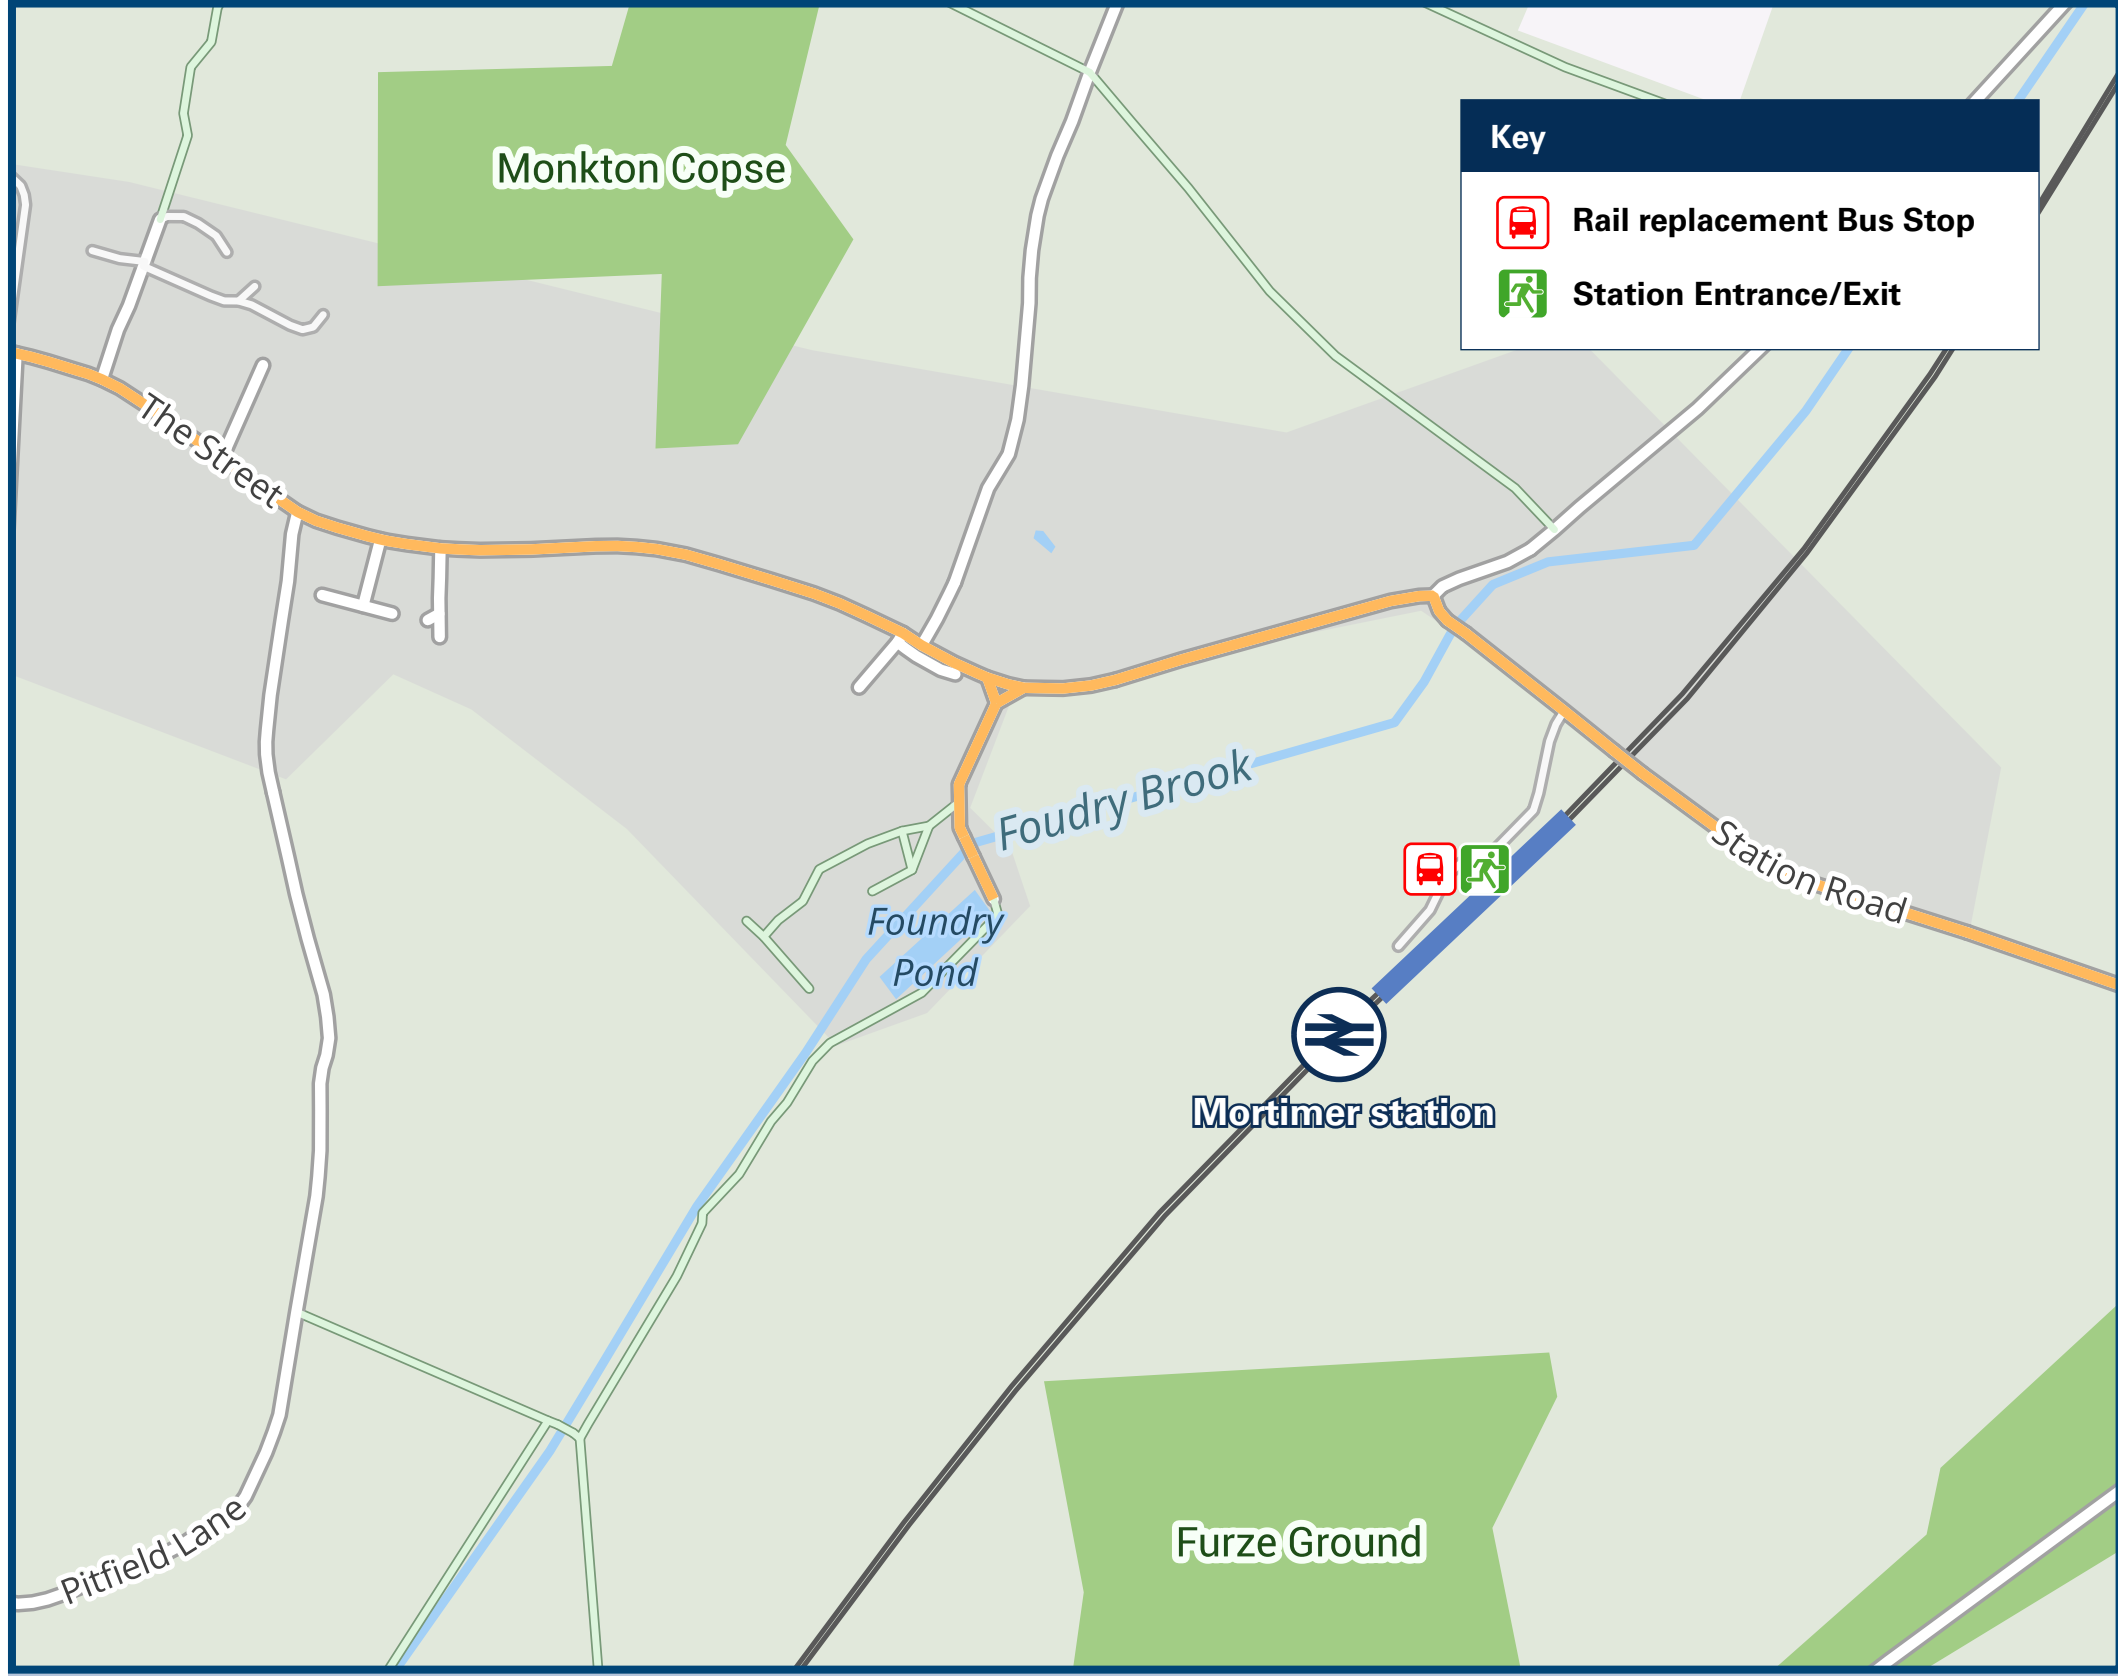 Monkton Copse
Key
Rail replacement Bus Stop
Station Entrance/Exit
The Street
Foudry Brook
Station Road
Foundry
Pond
Mortimer station
Pitfield Lane
Furze Ground